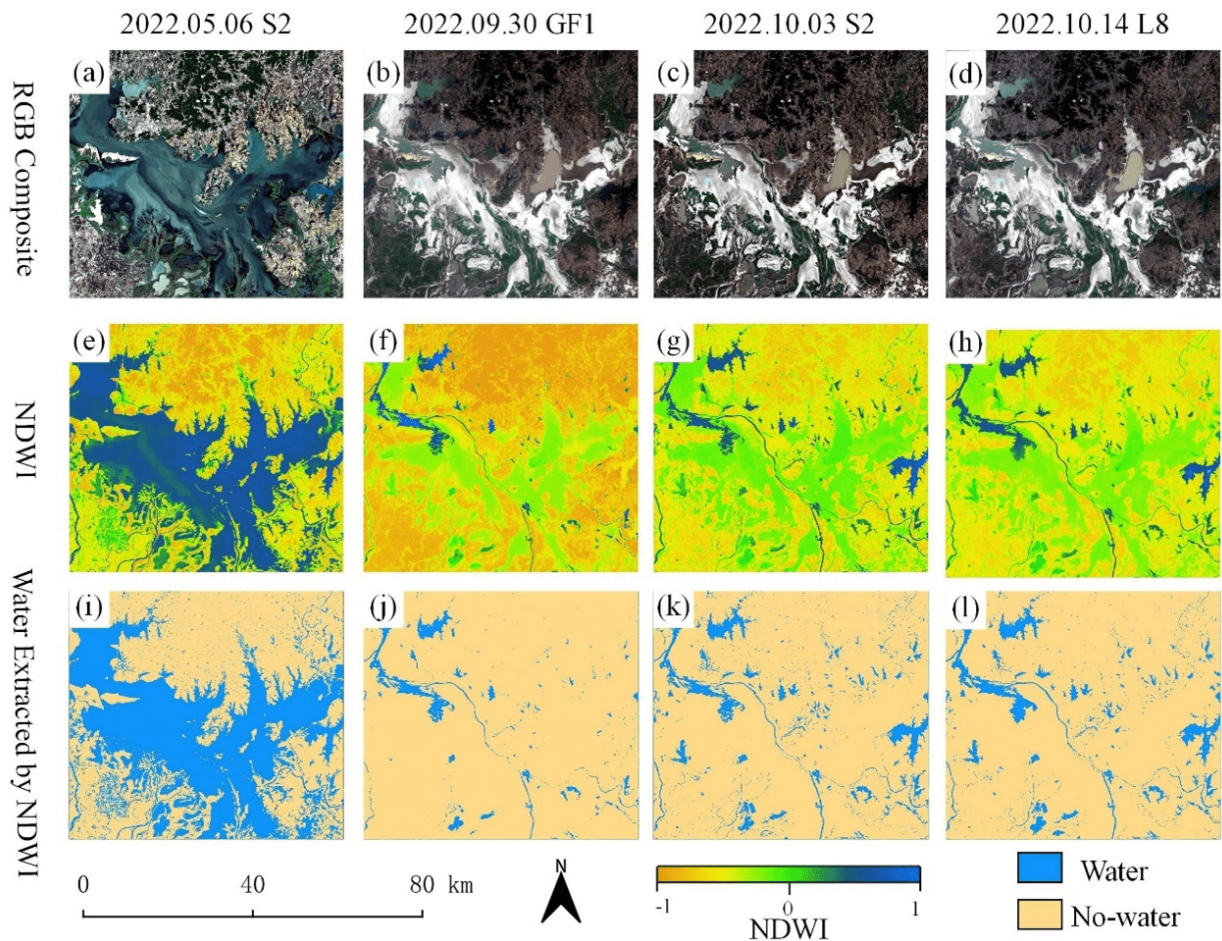 2022.05.06 S2 2022.09.30 GF1 2022.10.03 S2 2022.10.14 L8
RGB Composite
(a) (b) (c) (d)
NDWI
(e) (f) (g) (h)
Water Extracted by NDWI
(i) (j) (k) (l)
0 40 80 km
N
-1 0 1
NDWI
Water
No-water